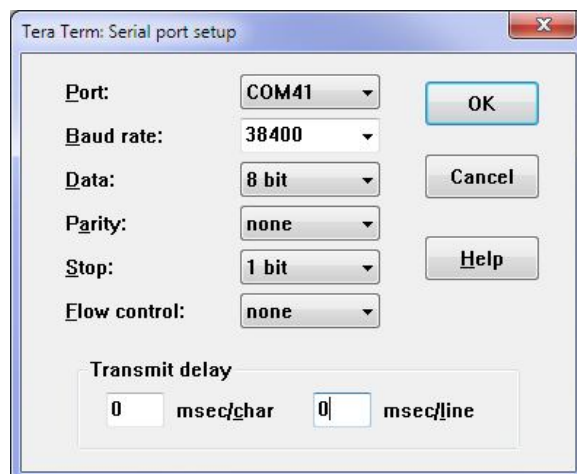 Tera Term: Serial port setup
Port: COM41
OK
Baud rate: 38400
Data: 8 bit
Cancel
Parity: none
Stop: 1 bit
Help
Flow control: none
Transmit delay
0 msec/char 0 msec/line